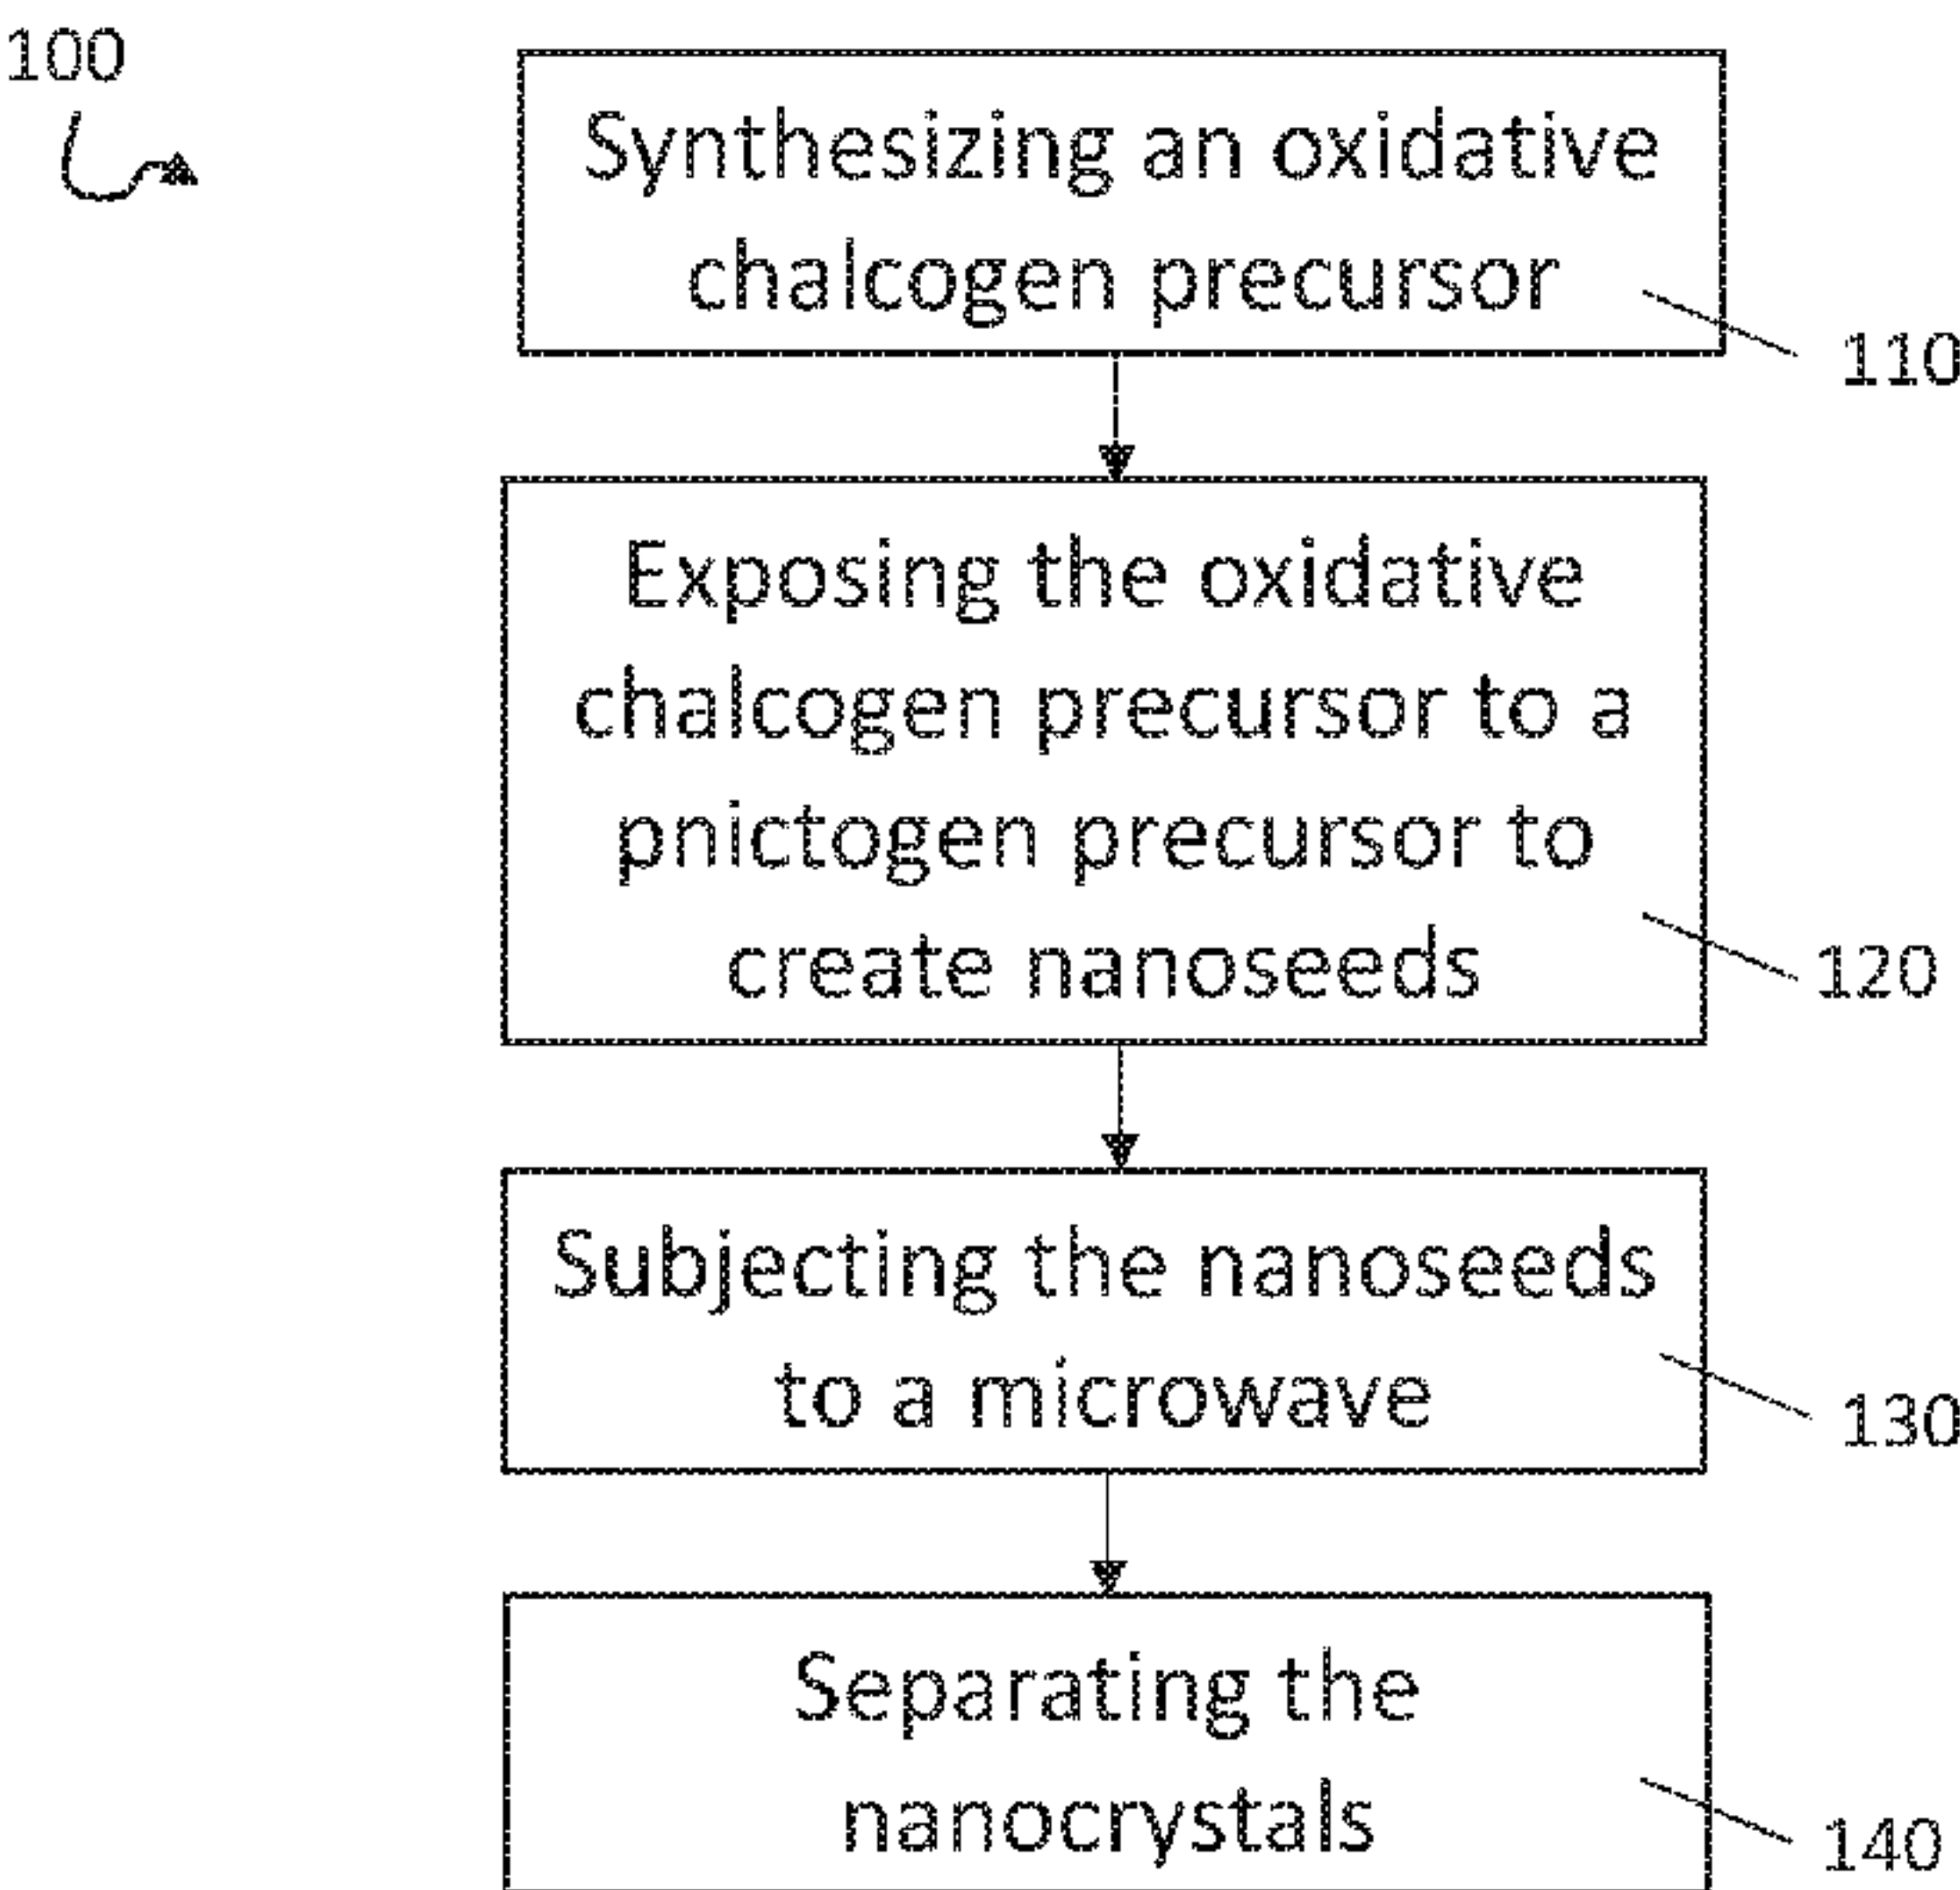 100
Synthesizing an oxidative
chalcogen precursor
110
Exposing the oxidative
chalcogen precursor to a
pnictogen precursor to
create nanoseeds
120
Subjecting the nanoseeds
to a microwave
130
Separating the
nanocrystals
140